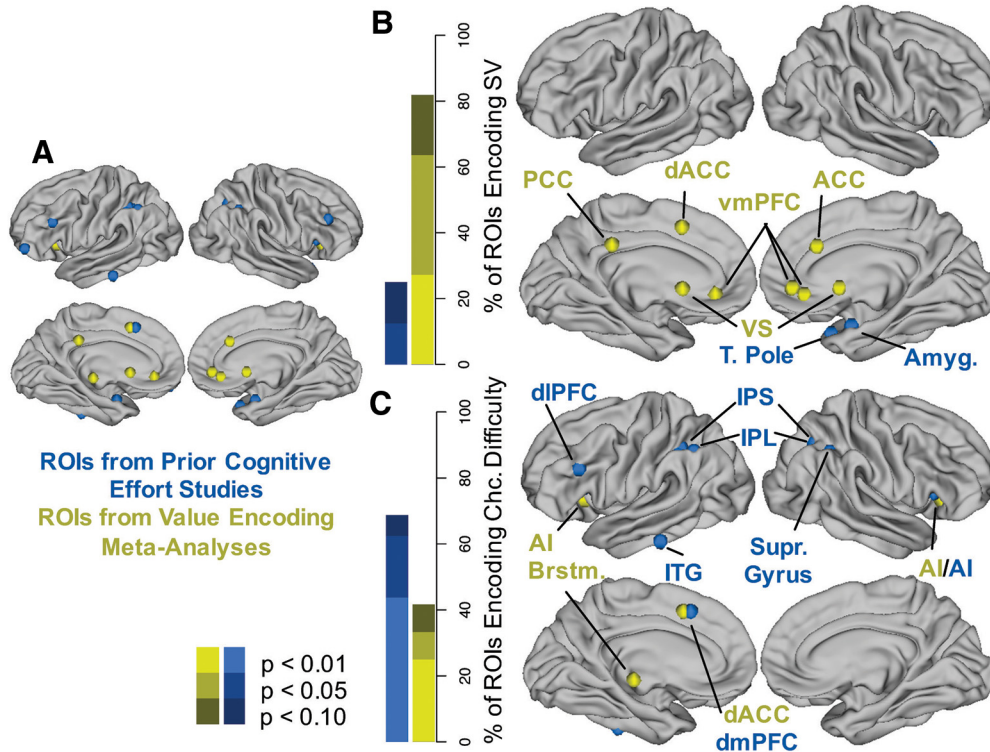 A
ROIs from Prior Cognitive
Effort Studies
ROIs from Value Encoding
Meta-Analyses
p < 0.01
p < 0.05
p < 0.10
B
% of ROIs Encoding SV
0 20 40 60 80 100
PCC
dACC
vmPFC
ACC
VS
T. Pole
Amyg.
C
% of ROIs Encoding Chc. Difficulty
0 20 40 60 80 100
dlPFC
IPS
IPL
AI
Brstm.
ITG
Supr.
Gyrus
AI/AI
dACC
dmPFC